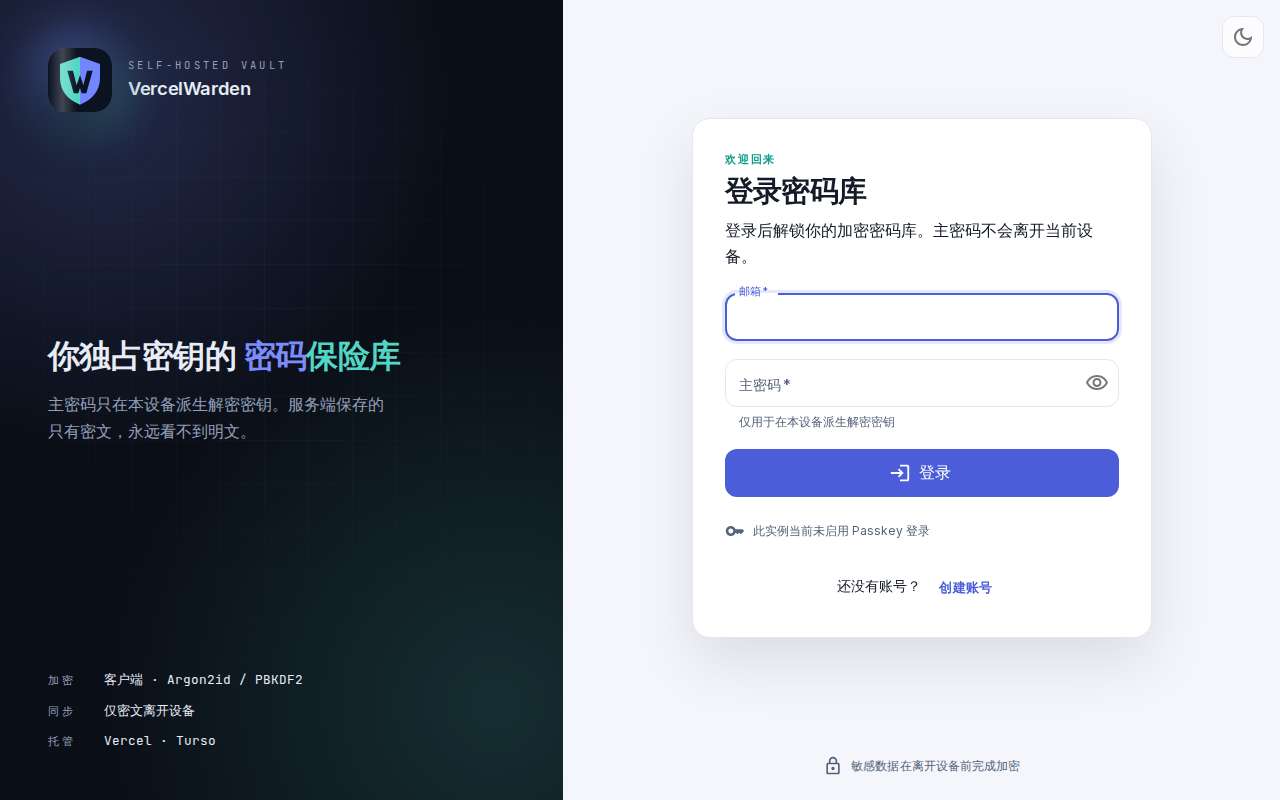 SELF-HOSTED VAULT
VercelWarden
你独占密钥的 密码保险库
主密码只在本设备派生解密密钥。服务端保存的
只有密文，永远看不到明文。
加密 客户端 · Argon2id / PBKDF2
同步 仅密文离开设备
托管 Vercel · Turso
欢迎回来
登录密码库
登录后解锁你的加密密码库。主密码不会离开当前设
备。
邮箱 *
主密码 *
仅用于在本设备派生解密密钥
登录
此实例当前未启用 Passkey 登录
还没有账号？ 创建账号
敏感数据在离开设备前完成加密